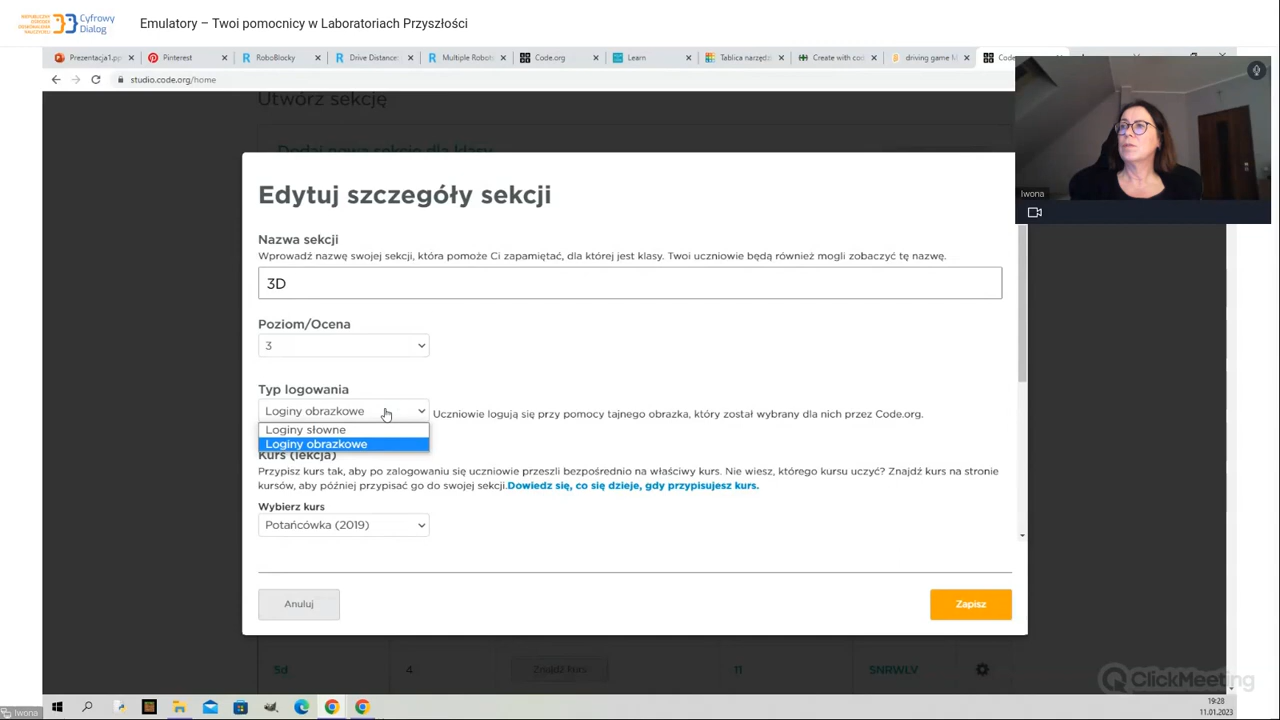 Cyfrowy
Dialog
Emulatory – Twoi pomocnicy w Laboratoriach Przyszłości
Prezentacja1.pp
Pinterest
RoboBlocky
Drive Distance
Multiple Robots
Code.org
Learn
Tablica narzędz
Create with cod
driving game M
Code
studio.code.org/home
Utwórz sekcję
Dodaj nową sekcję dla klasy
Iwona
Edytuj szczegóły sekcji
Nazwa sekcji
Wprowadź nazwę swojej sekcji, która pomoże Ci zapamiętać, dla której jest klasy. Twoi uczniowie będą również mogli zobaczyć tę nazwę.
3D
Poziom/Ocena
3
Typ logowania
Loginy obrazkowe
Uczniowie logują się przy pomocy tajnego obrazka, który został wybrany dla nich przez Code.org.
Loginy słowne
Loginy obrazkowe
Kurs (lekcja)
Przypisz kurs tak, aby po zalogowaniu się uczniowie przeszli bezpośrednio na właściwy kurs. Nie wiesz, którego kursu uczyć? Znajdź kurs na stronie
kursów, aby później przypisać go do swojej sekcji.Dowiedz się, co się dzieje, gdy przypisujesz kurs.
Wybierz kurs
Potańcówka (2019)
Anuluj
Zapisz
5d
4
Znajdź kurs
11
SNRWLV
ClickMeeting
19:28
11.01.2023
Iwona